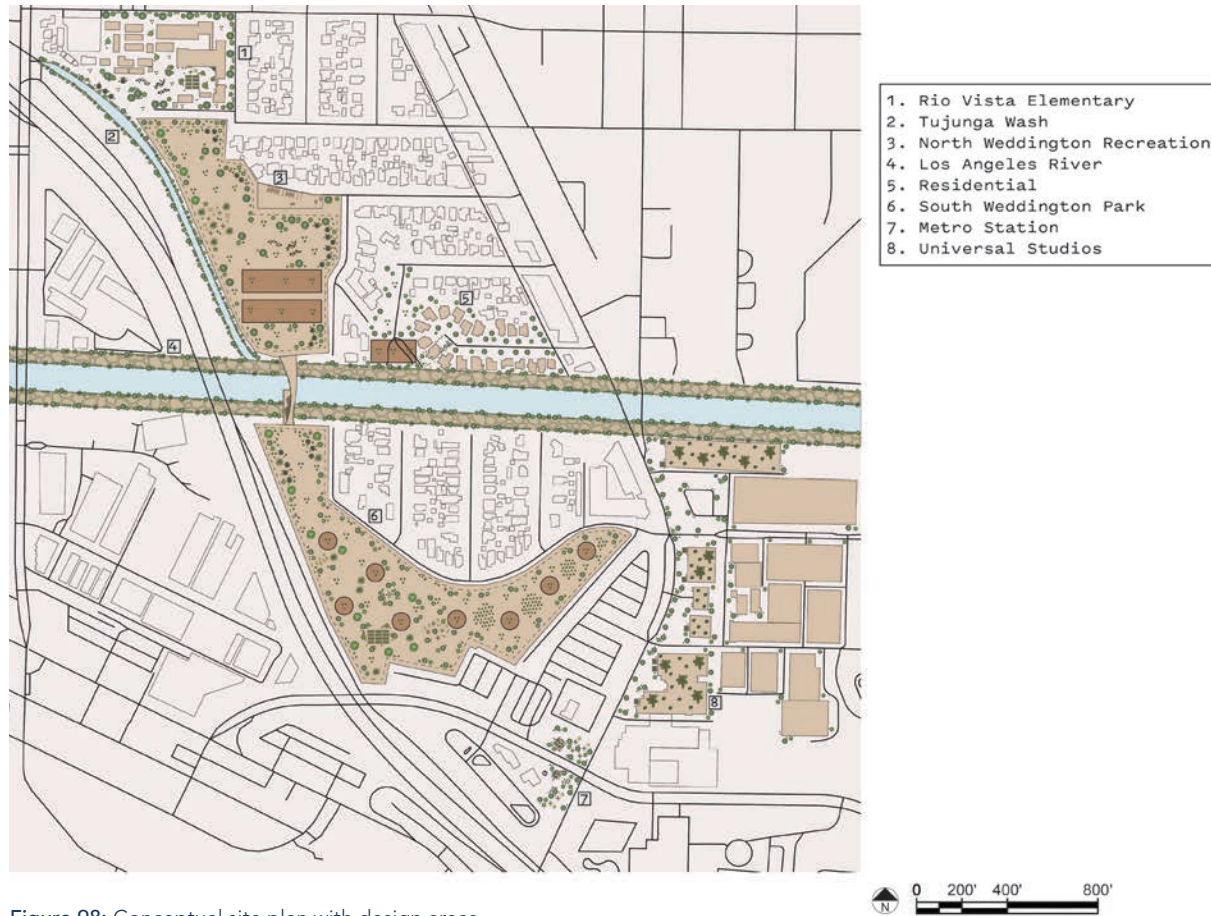 1
2
3
4
5
6
7
8
1. Rio Vista Elementary
2. Tujunga Wash
3. North Weddington Recreation
4. Los Angeles River
5. Residential
6. South Weddington Park
7. Metro Station
8. Universal Studios
N
0 200' 400' 800'
Figure 98: Conceptual site plan with design areas